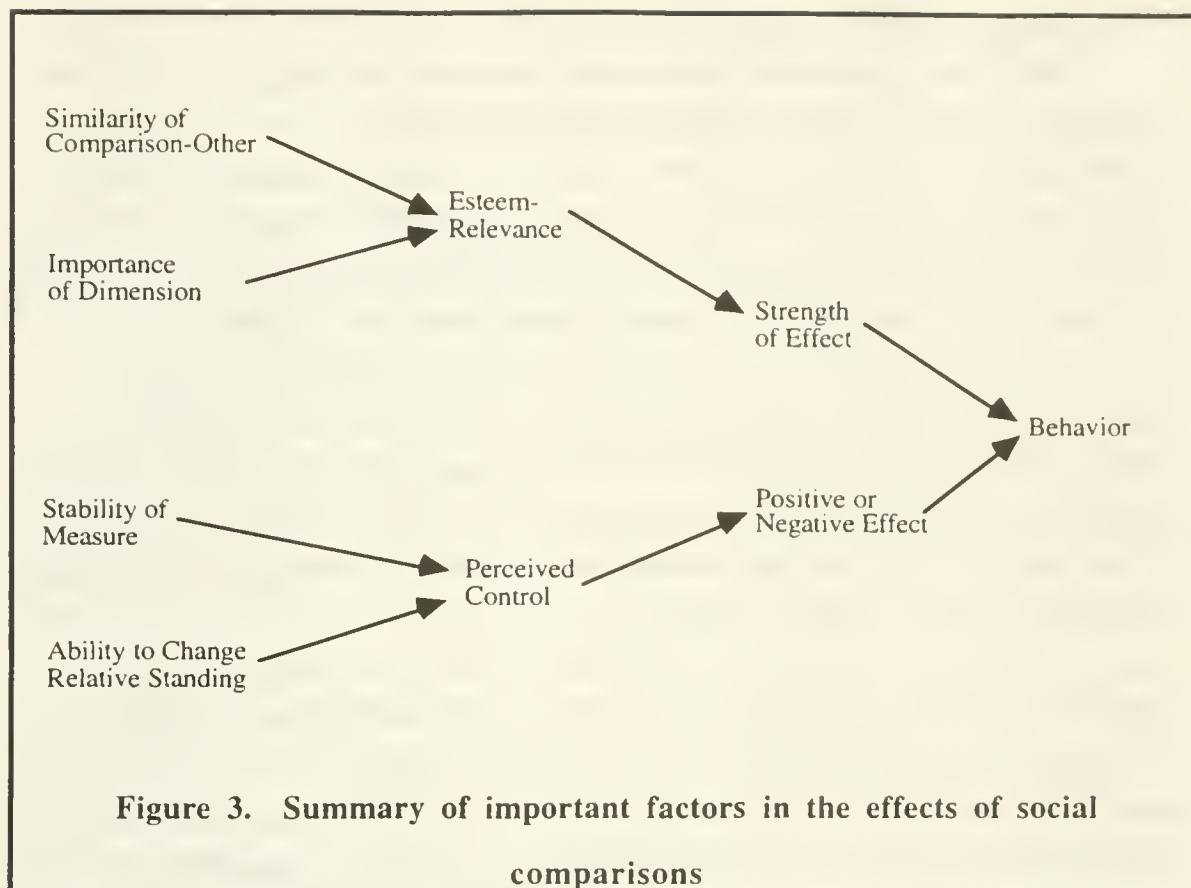 Similarity of
Comparison-Other
Esteem-
Relevance
Importance
of Dimension
Strength
of Effect
Behavior
Stability of
Measure
Positive or
Negative Effect
Perceived
Control
Ability to Change
Relative Standing
Figure 3. Summary of important factors in the effects of social
comparisons